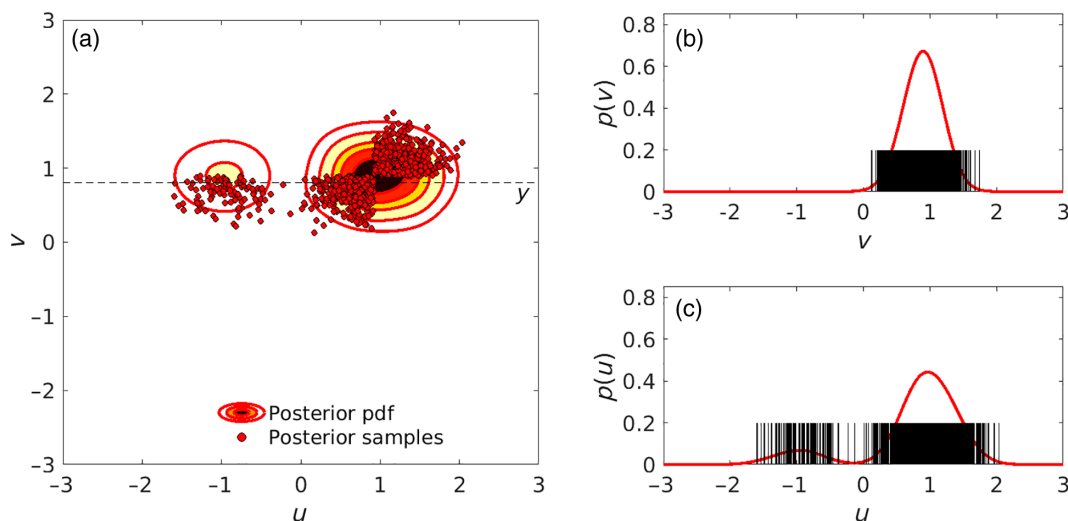 (a)
3
2
1
0
−1
−2
−3
v
y
Posterior pdf
Posterior samples
−3 −2 −1 0 1 2 3
u
(b)
0.8
0.6
0.4
0.2
0
p(v)
−3 −2 −1 0 1 2 3
v
(c)
0.8
0.6
0.4
0.2
0
p(u)
−3 −2 −1 0 1 2 3
u